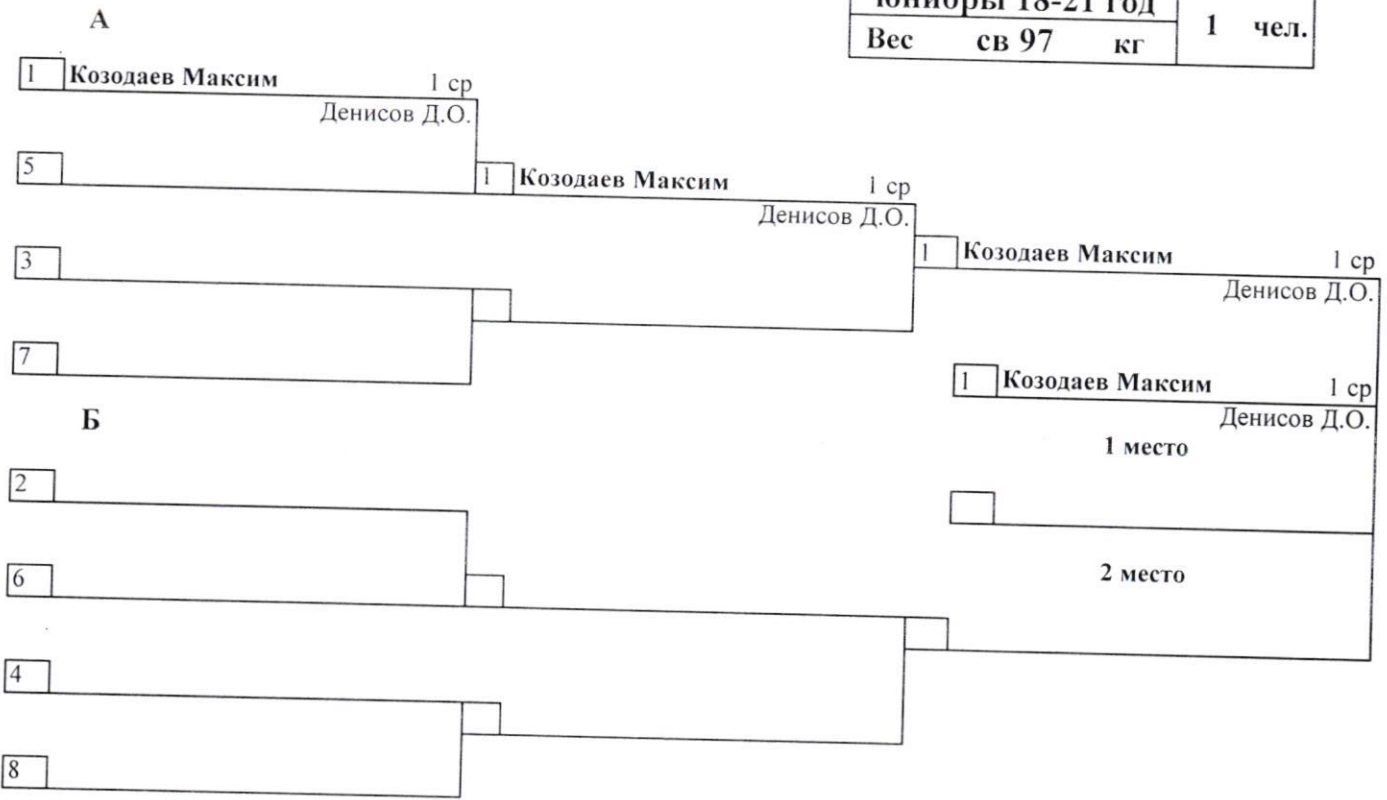 юниоры 18-21 год
Вес св 97 кг
1 чел.
А
1 Козодаев Максим 1 ср
Денисов Д.О.
5
1 Козодаев Максим 1 ср
Денисов Д.О.
3
1 Козодаев Максим 1 ср
Денисов Д.О.
7
1 Козодаев Максим 1 ср
Денисов Д.О.
1 место
Б
2
6
2 место
4
8